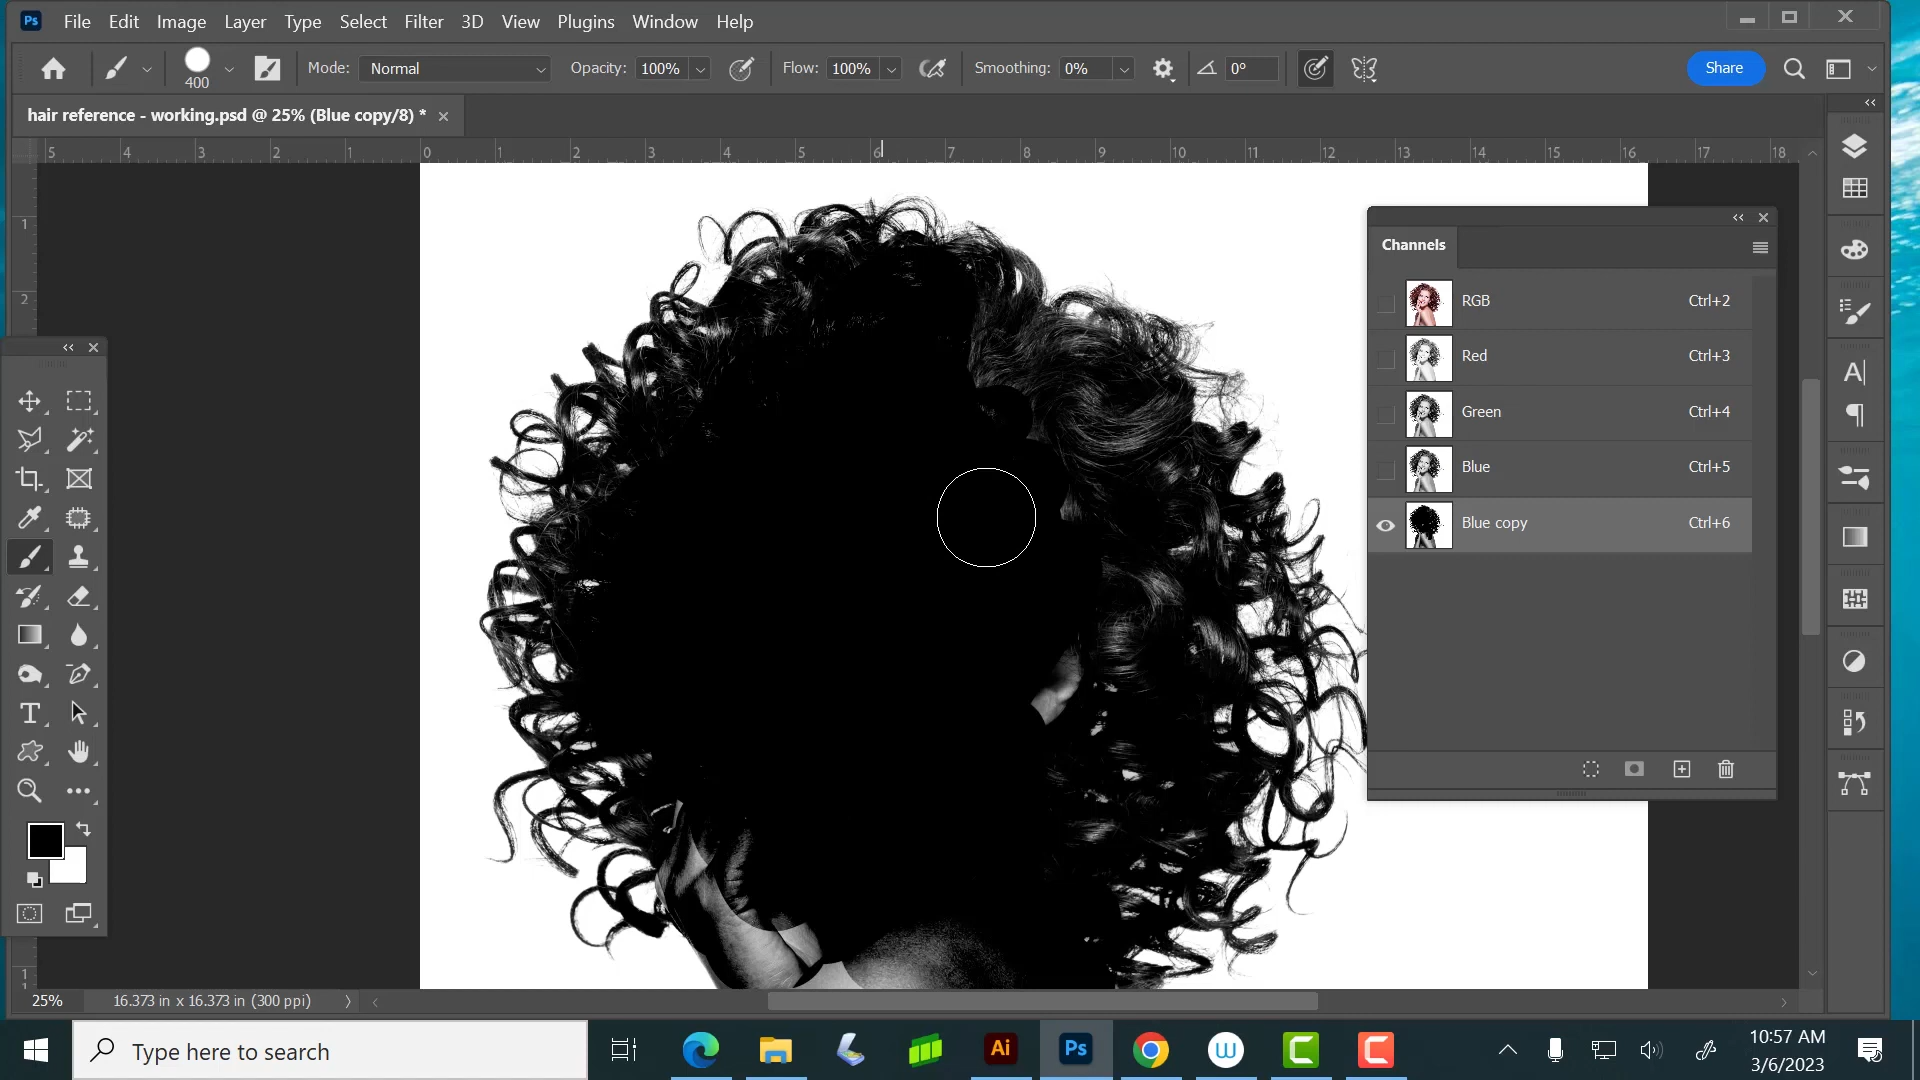 Ps File Edit Image Layer Type Select Filter 3D View Plugins Window Help
400 Mode: Normal Opacity: 100% Flow: 100% Smoothing: 0% 0° Share
hair reference - working.psd @ 25% (Blue copy/8) *
5 4 3 2 1 0 1 2 3 4 5 6 7 8 9 10 11 12 13 14 15 16 17 18
1
2
1
1
Channels
RGB Ctrl+2
Red Ctrl+3
Green Ctrl+4
Blue Ctrl+5
Blue copy Ctrl+6
25% 16.373 in x 16.373 in (300 ppi)
Type here to search
Ai Ps
10:57 AM
3/6/2023